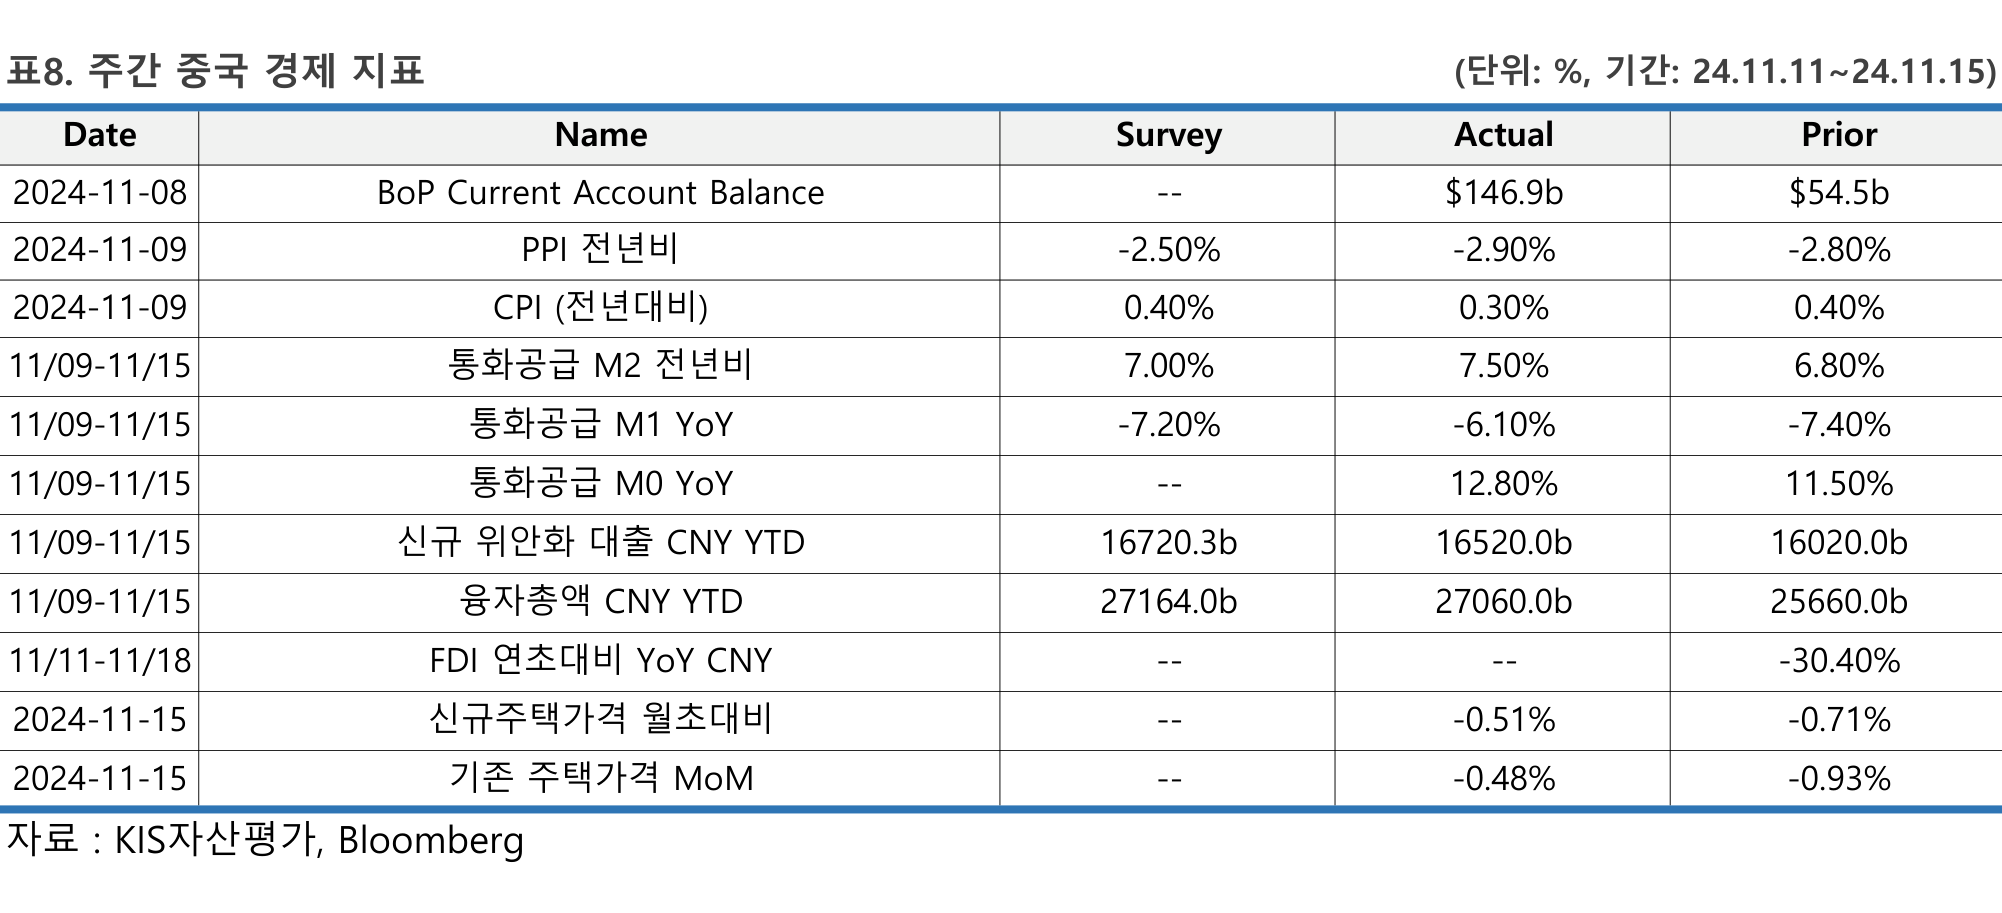 표8. 주간 중국 경제 지표 (단위: %, 기간: 24.11.11~24.11.15)
Date Name Survey Actual Prior
2024-11-08 BoP Current Account Balance -- $146.9b $54.5b
2024-11-09 PPI 전년비 -2.50% -2.90% -2.80%
2024-11-09 CPI (전년대비) 0.40% 0.30% 0.40%
11/09-11/15 통화공급 M2 전년비 7.00% 7.50% 6.80%
11/09-11/15 통화공급 M1 YoY -7.20% -6.10% -7.40%
11/09-11/15 통화공급 M0 YoY -- 12.80% 11.50%
11/09-11/15 신규 위안화 대출 CNY YTD 16720.3b 16520.0b 16020.0b
11/09-11/15 융자총액 CNY YTD 27164.0b 27060.0b 25660.0b
11/11-11/18 FDI 연초대비 YoY CNY -- -- -30.40%
2024-11-15 신규주택가격 월초대비 -- -0.51% -0.71%
2024-11-15 기존 주택가격 MoM -- -0.48% -0.93%
자료 : KIS자산평가, Bloomberg